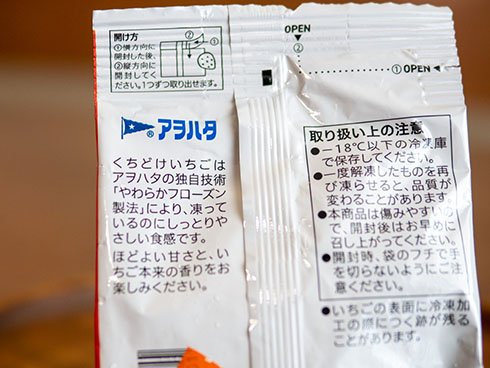 開け方
①横方向に
開封した後、
②縦方向に
開封してく
ださい。1つずつ取り出せます。
②
①
OPEN
②
①OPEN
アヲハタ
®
くちどけいちごは
アヲハタの独自技術
「やわらかフローズン
製法」により、凍ってい
るのにしっとりや
さしい食感です。
ほどよい甘さと、い
ちご本来の香りをお
楽しみください。
取り扱い上の注意
●－18℃以下の冷凍庫
で保存してください。
●一度解凍したものを再
び凍らせると、品質が
変わることがあります。
●本商品は傷みやすいの
で、開封後はお早めに
召し上がってください。
●開封時、袋のフチで手
を切らないようにご注
意ください。
●いちごの表面に冷凍加
工の際につく跡が残る
ことがあります。